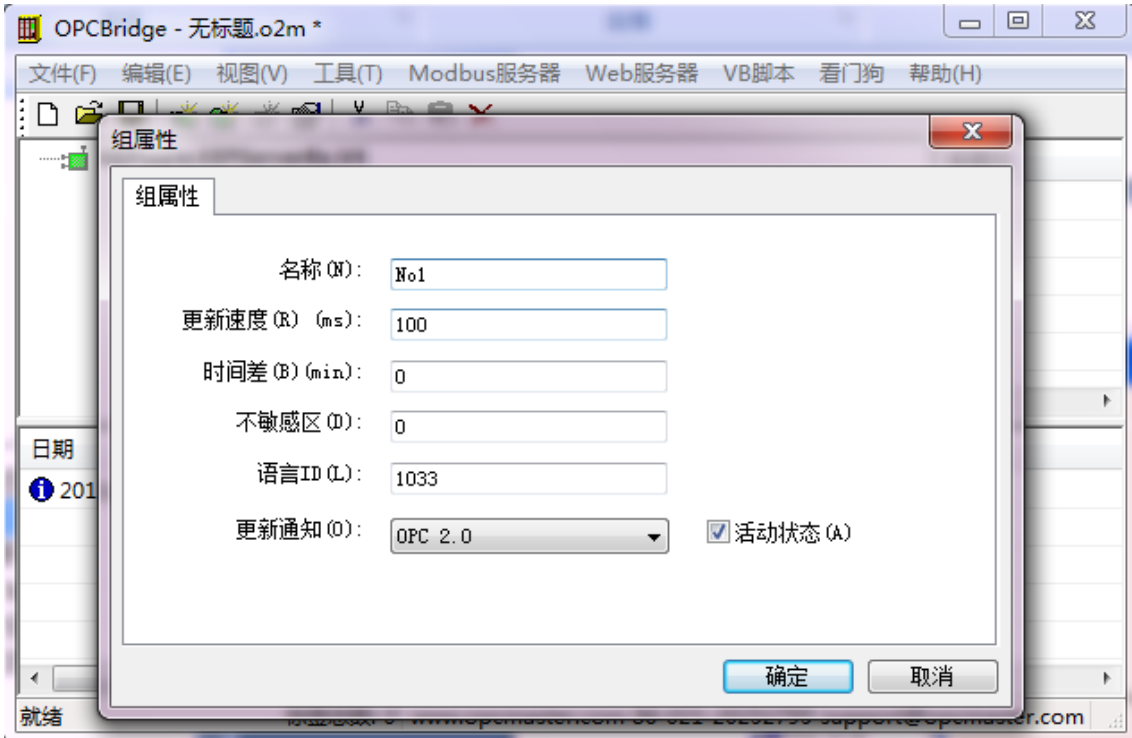 OPCBridge - 无标题.o2m *
文件(F) 编辑(E) 视图(V) 工具(T) Modbus服务器 Web服务器 VB脚本 看门狗 帮助(H)
组属性
组属性
名称(N): No1
更新速度(R) (ms): 100
时间差(B)(min): 0
不敏感区(D): 0
语言ID(L): 1033
更新通知(O): OPC 2.0 活动状态(A)
日期
201
确定 取消
就绪 r.com